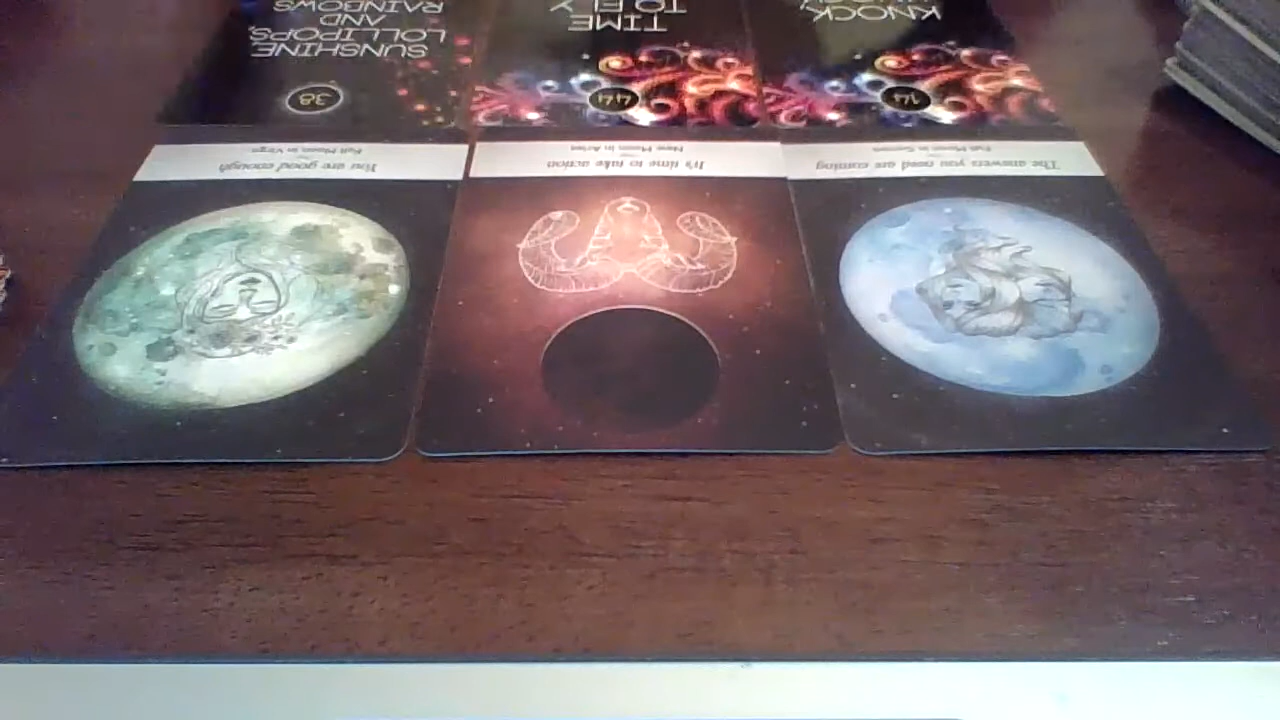 SUNSHINE
LOLLIPOPS,
AND
RAINBOWS
38
TIME
TO FLY
44
KNOCK,
14
You are good enough
Full Moon in Virgo
It's time to take action
New Moon in Aries
The answers you need are coming
Full Moon in Gemini